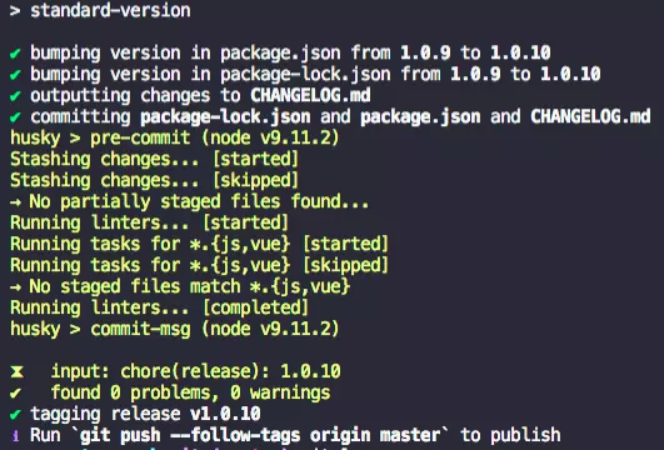 > standard-version
✔ bumping version in package.json from 1.0.9 to 1.0.10
✔ bumping version in package-lock.json from 1.0.9 to 1.0.10
✔ outputting changes to CHANGELOG.md
✔ committing package-lock.json and package.json and CHANGELOG.md
husky > pre-commit (node v9.11.2)
Stashing changes... [started]
Stashing changes... [skipped]
→ No partially staged files found...
Running linters... [started]
Running tasks for *.{js,vue} [started]
Running tasks for *.{js,vue} [skipped]
→ No staged files match *.{js,vue}
Running linters... [completed]
husky > commit-msg (node v9.11.2)
⧗ input: chore(release): 1.0.10
✔ found 0 problems, 0 warnings
✔ tagging release v1.0.10
ℹ Run `git push --follow-tags origin master` to publish